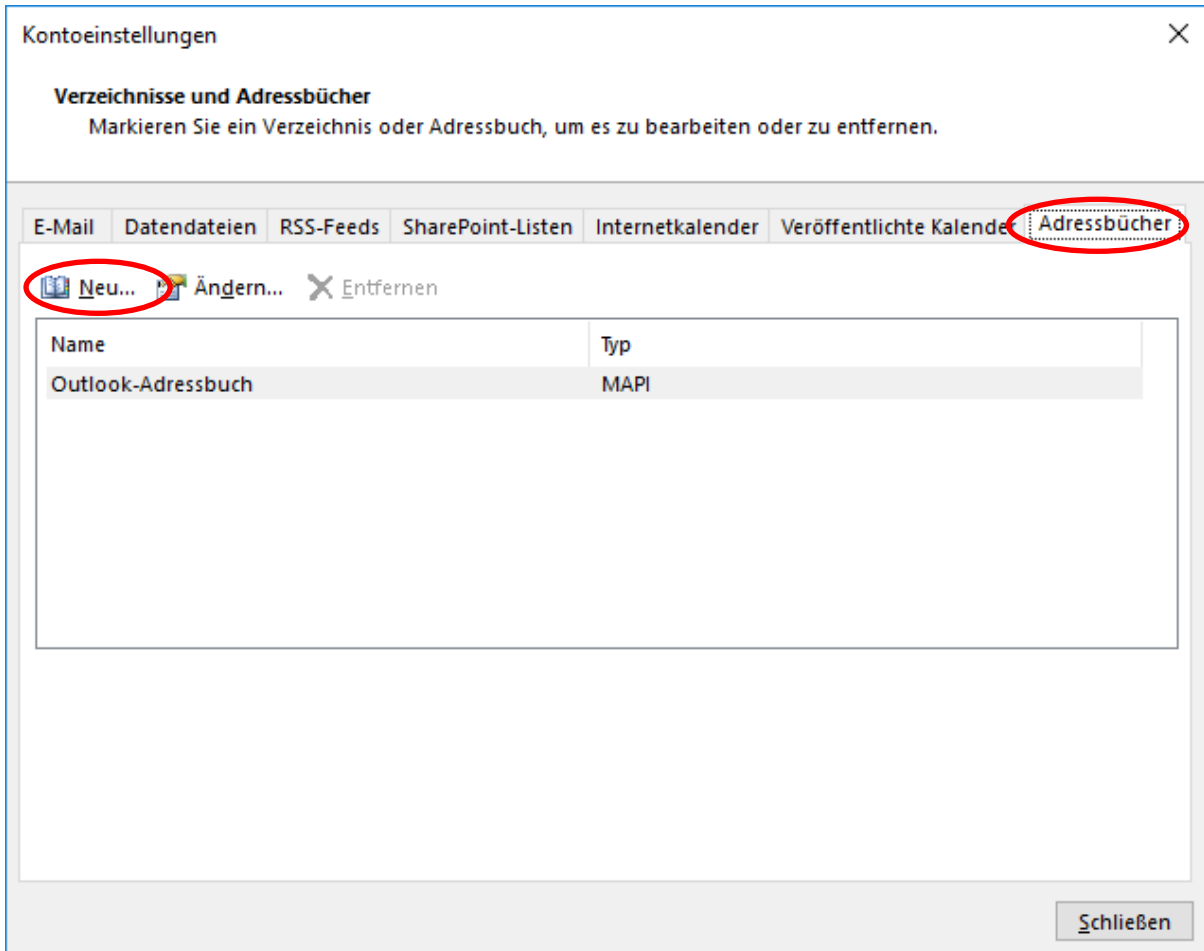 Kontoeinstellungen
Verzeichnisse und Adressbücher
Markieren Sie ein Verzeichnis oder Adressbuch, um es zu bearbeiten oder zu entfernen.
E-Mail Datendateien RSS-Feeds SharePoint-Listen Internetkalender Veröffentlichte Kalender Adressbücher
Neu... Ändern... Entfernen
Name Typ
Outlook-Adressbuch MAPI
Schließen